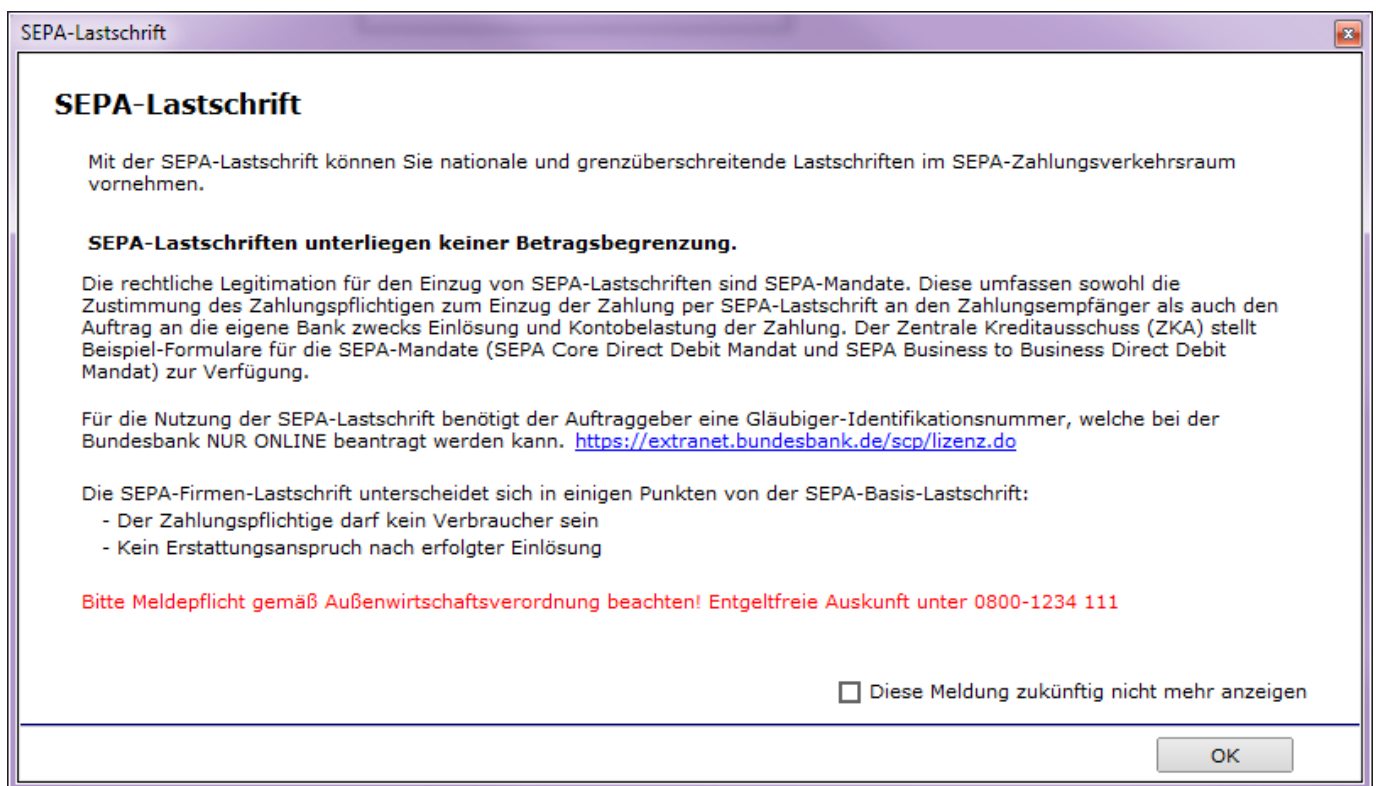 SEPA-Lastschrift
SEPA-Lastschrift
Mit der SEPA-Lastschrift können Sie nationale und grenzüberschreitende Lastschriften im SEPA-Zahlungsverkehrsraum
vornehmen.
SEPA-Lastschriften unterliegen keiner Betragsbegrenzung.
Die rechtliche Legitimation für den Einzug von SEPA-Lastschriften sind SEPA-Mandate. Diese umfassen sowohl die
Zustimmung des Zahlungspflichtigen zum Einzug der Zahlung per SEPA-Lastschrift an den Zahlungsempfänger als auch den
Auftrag an die eigene Bank zwecks Einlösung und Kontobelastung der Zahlung. Der Zentrale Kreditausschuss (ZKA) stellt
Beispiel-Formulare für die SEPA-Mandate (SEPA Core Direct Debit Mandat und SEPA Business to Business Direct Debit
Mandat) zur Verfügung.
Für die Nutzung der SEPA-Lastschrift benötigt der Auftraggeber eine Gläubiger-Identifikationsnummer, welche bei der
Bundesbank NUR ONLINE beantragt werden kann. https://extranet.bundesbank.de/scp/lizenz.do
Die SEPA-Firmen-Lastschrift unterscheidet sich in einigen Punkten von der SEPA-Basis-Lastschrift:
- Der Zahlungspflichtige darf kein Verbraucher sein
- Kein Erstattungsanspruch nach erfolgter Einlösung
Bitte Meldepflicht gemäß Außenwirtschaftsverordnung beachten! Entgeltfreie Auskunft unter 0800-1234 111
Diese Meldung zukünftig nicht mehr anzeigen
OK